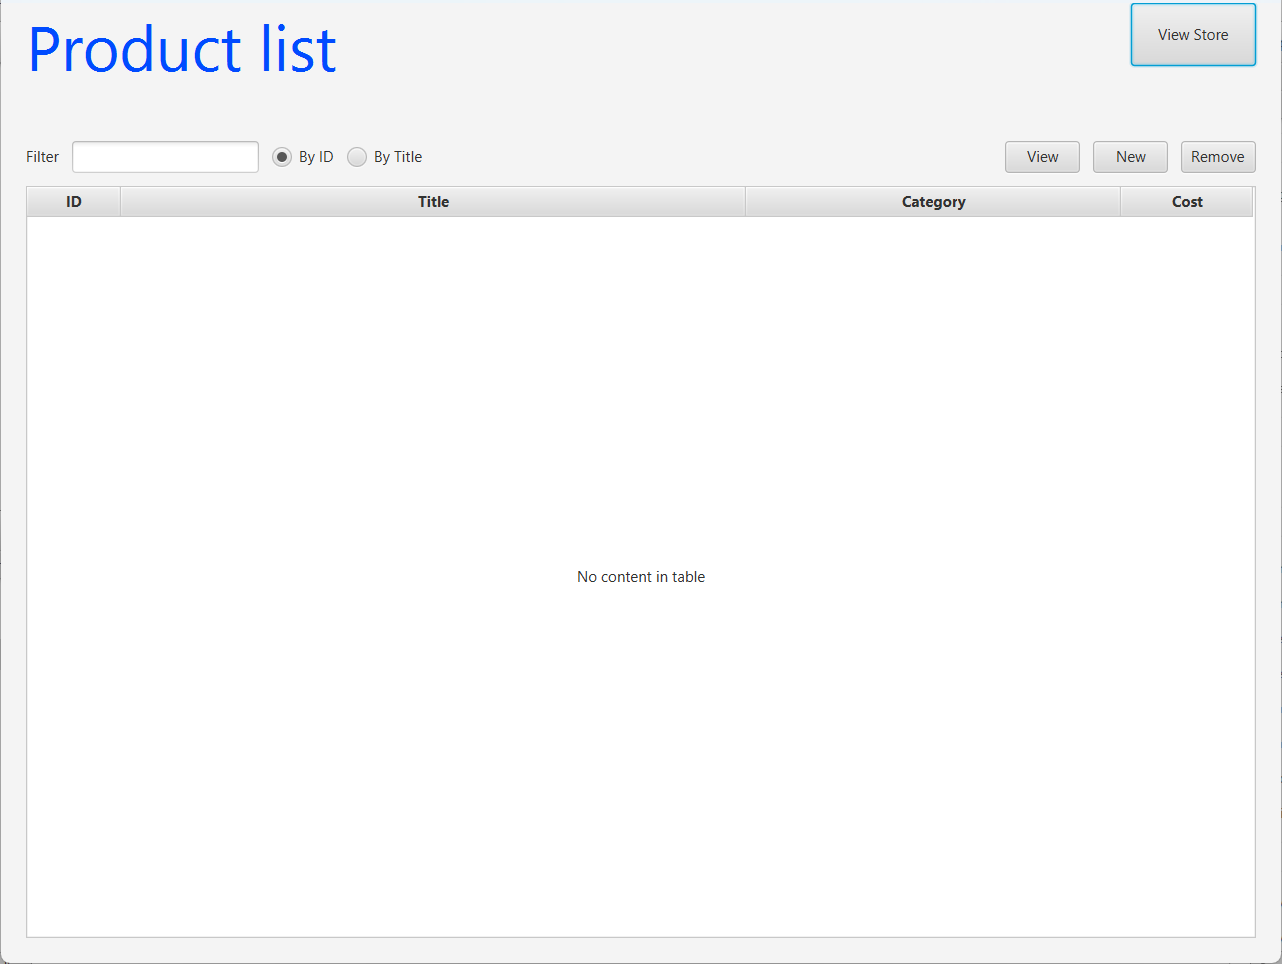 Product list
View Store
Filter By ID By Title View New Remove
ID Title Category Cost
No content in table